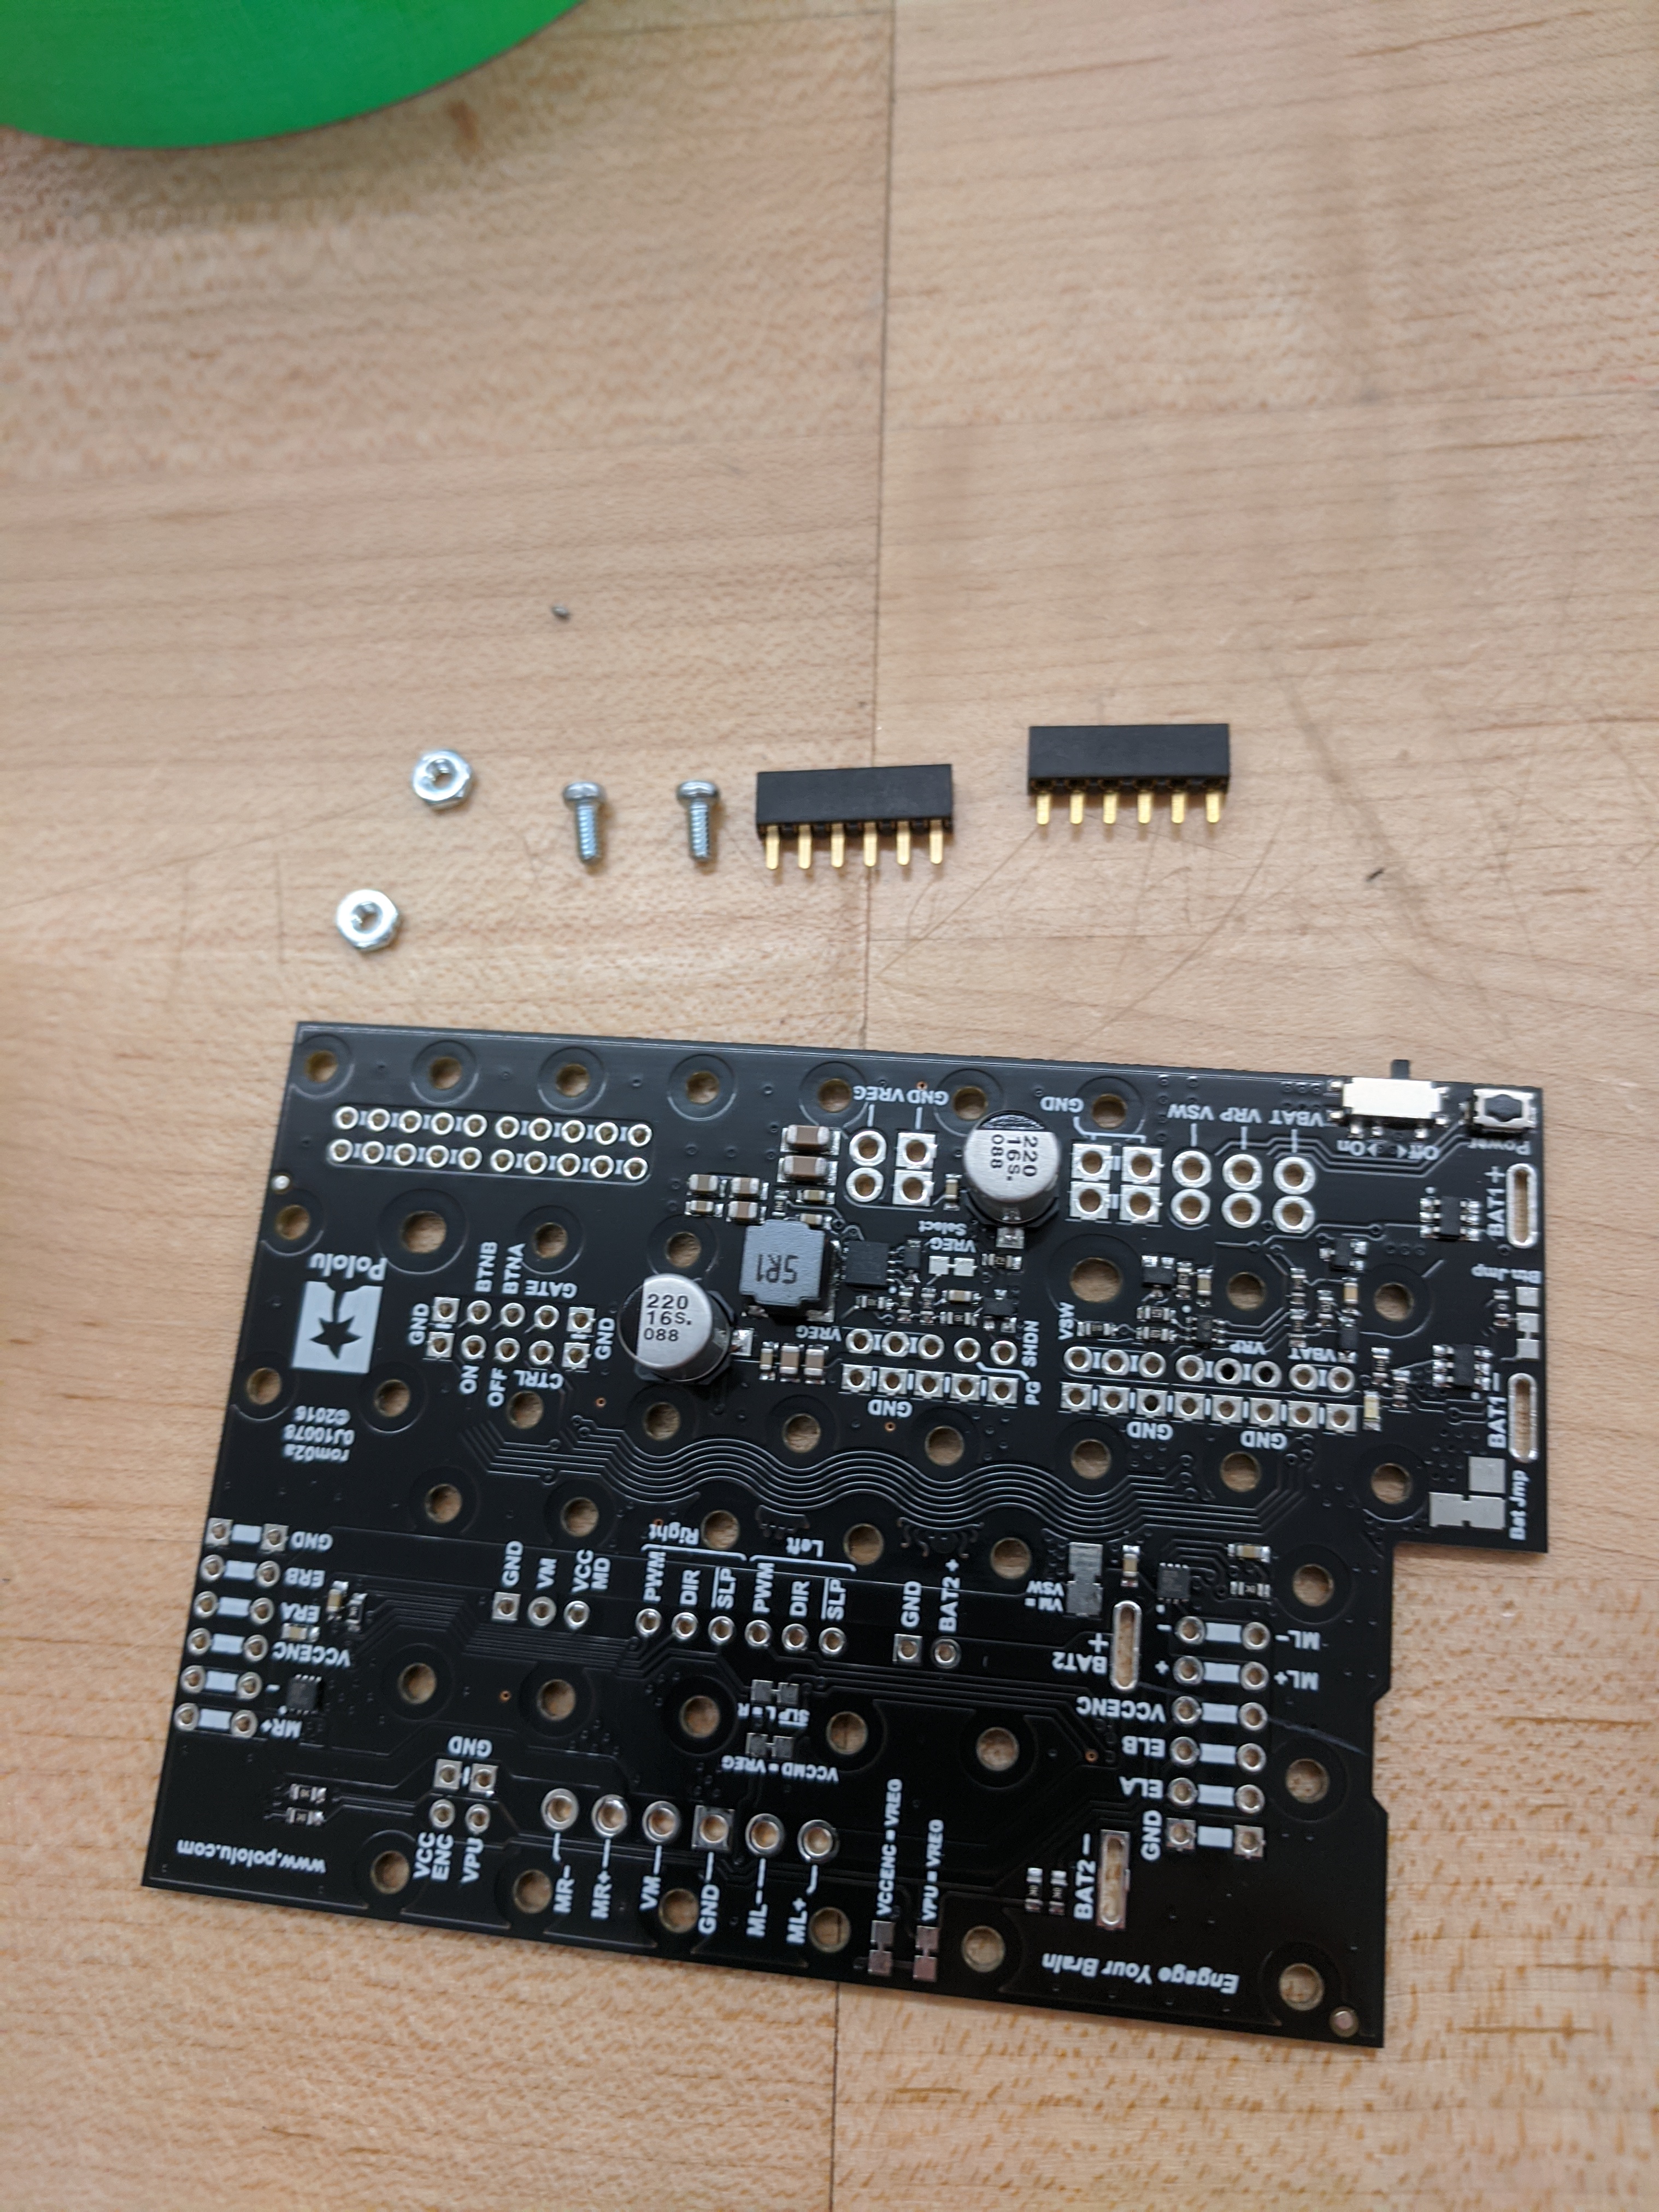 GND VREG
GND
VSW
VRP
VBAT
Off
On
Power
BAT1 +
220
16S.
088
VREG
Select
5R1
Btn Jmp
Pololu
BTNB
BTNA
GATE
GND
GND
ON
OFF
CTRL
220
16S.
088
VREG
SHDN
PG
GND
VSW
VRP
VBAT
GND
GND
BAT1 -
Bat Jmp
rom02a
0J10078
©2016
GND
ERB
ERA
VCCENC
-
+
MR
GND
VM
VCC
MD
Right
PWM
DIR
SLP
Left
PWM
DIR
SLP
GND
BAT2 +
VM =
VSW
BAT2
+
-
+
ML-
ML+
VCCENC
ELB
ELA
GND
SLP L = R
VCCMD = VREG
GND
VCC
ENC
VPU
MR-
MR+
VM
GND
ML-
ML+
VCCENC = VREG
VPU = VREG
BAT2 -
www.pololu.com
Engage Your Brain